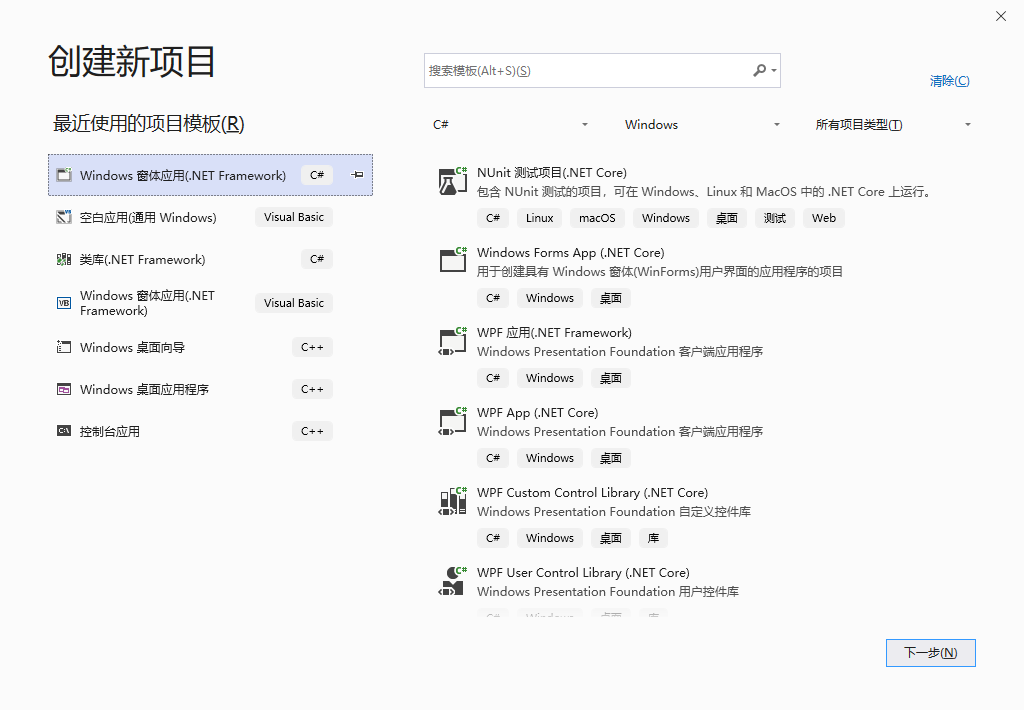 创建新项目
搜索模板(Alt+S)(S)
清除(C)
最近使用的项目模板(R)
C#
Windows
所有项目类型(T)
Windows 窗体应用(.NET Framework)
C#
空白应用(通用 Windows)
Visual Basic
类库(.NET Framework)
C#
Windows 窗体应用(.NET
Framework)
Visual Basic
Windows 桌面向导
C++
Windows 桌面应用程序
C++
控制台应用
C++
NUnit 测试项目(.NET Core)
包含 NUnit 测试的项目，可在 Windows、Linux 和 MacOS 中的 .NET Core 上运行。
C# Linux macOS Windows 桌面 测试 Web
Windows Forms App (.NET Core)
用于创建具有 Windows 窗体(WinForms)用户界面的应用程序的项目
C# Windows 桌面
WPF 应用(.NET Framework)
Windows Presentation Foundation 客户端应用程序
C# Windows 桌面
WPF App (.NET Core)
Windows Presentation Foundation 客户端应用程序
C# Windows 桌面
WPF Custom Control Library (.NET Core)
Windows Presentation Foundation 自定义控件库
C# Windows 桌面 库
WPF User Control Library (.NET Core)
Windows Presentation Foundation 用户控件库
C# Windows 桌面 库
下一步(N)